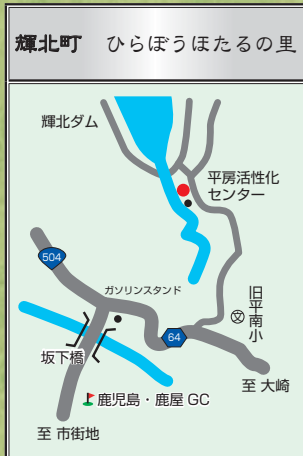 輝北町 ひらぼうほたるの里
輝北ダム
平房活性化
センター
504
ガソリンスタンド
旧平南小
文
64
坂下橋
至 大崎
鹿児島・鹿屋 GC
至 市街地